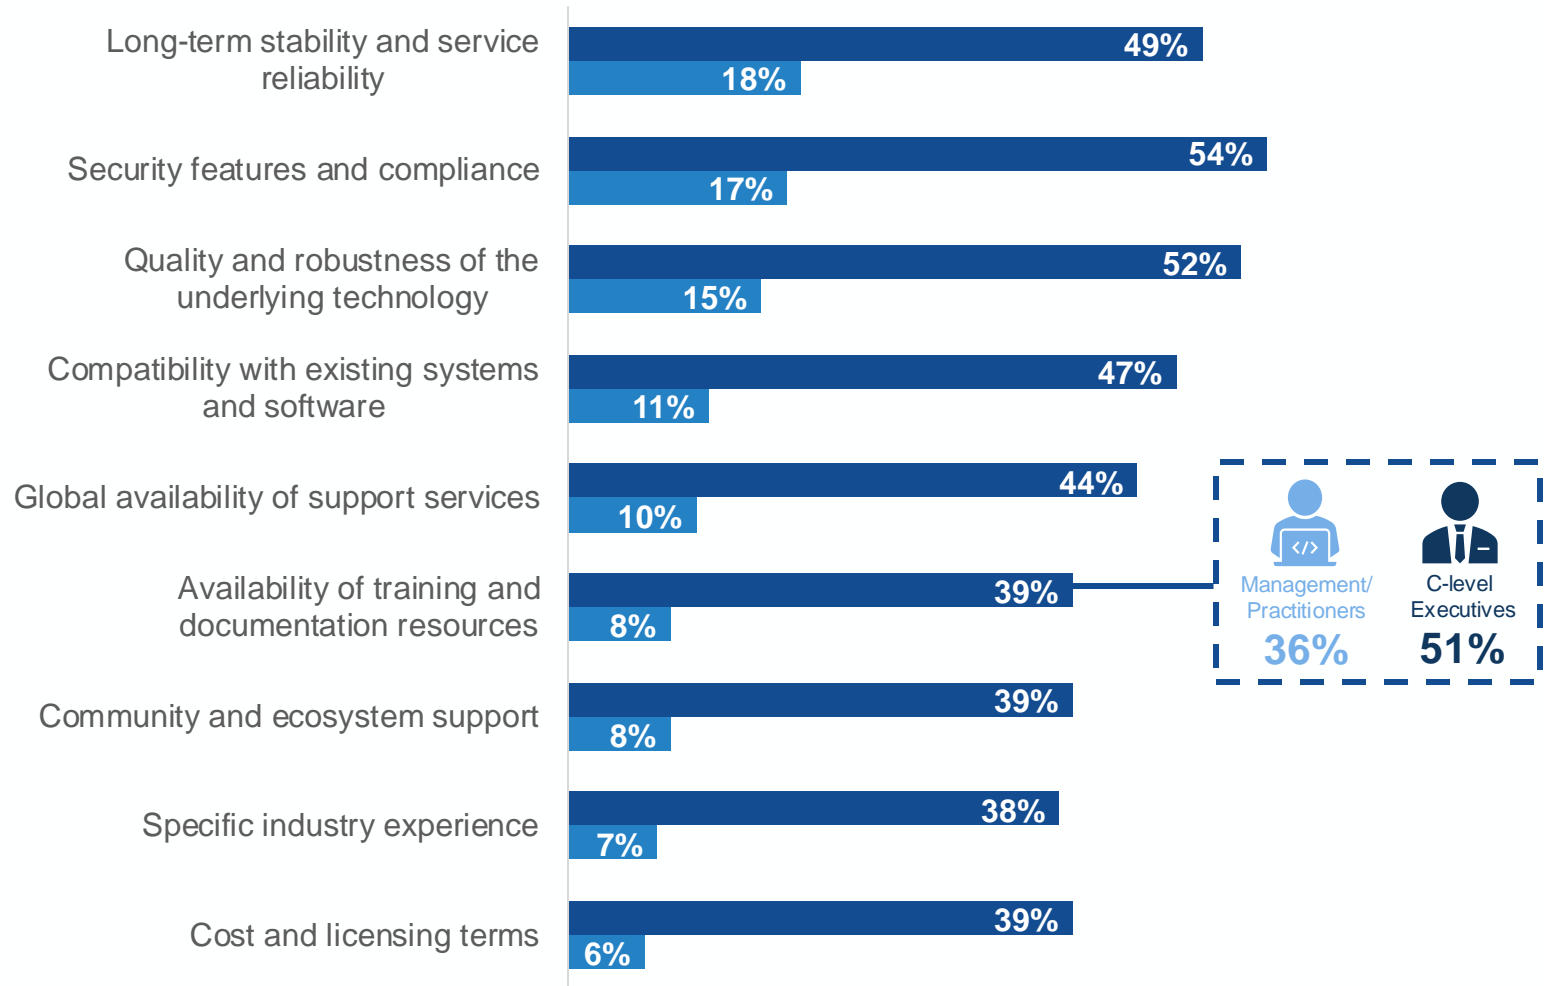 Long-term stability and service
reliability
49%
18%
Security features and compliance
54%
17%
Quality and robustness of the
underlying technology
52%
15%
Compatibility with existing systems
and software
47%
11%
Global availability of support services
44%
10%
Availability of training and
documentation resources
39%
8%
</>
Management/
Practitioners
36%
C-level
Executives
51%
Community and ecosystem support
39%
8%
Specific industry experience
38%
7%
Cost and licensing terms
39%
6%